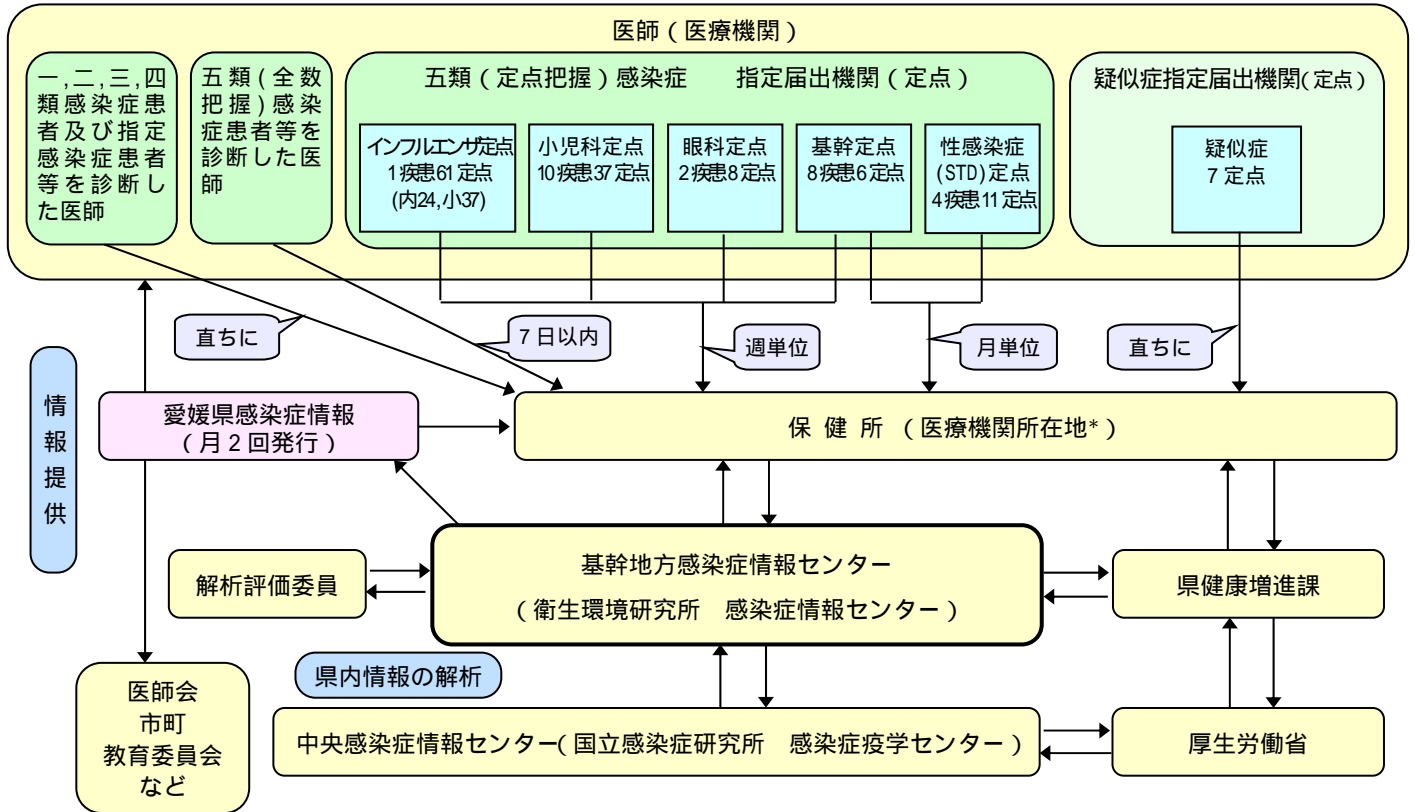 医師(医療機関)
一,二,三,四
類感染症患
者及び指定
感染症患者
等を診断し
た医師
五類(全数
把握)感染
症患者等を
診断した医
師
五類(定点把握)感染症 指定届出機関(定点)
インフルエンザ定点
1疾患61定点
(内24,小37)
小児科定点
10疾患37定点
眼科定点
2疾患8定点
基幹定点
8疾患6定点
性感染症
(STD)定点
4疾患11定点
疑似症指定届出機関(定点)
疑似症
7定点
直ちに
7日以内
週単位
月単位
直ちに
情報提供
愛媛県感染症情報
(月2回発行)
保健所(医療機関所在地*)
解析評価委員
基幹地方感染症情報センター
(衛生環境研究所 感染症情報センター)
県健康増進課
県内情報の解析
医師会
市町
教育委員会
など
中央感染症情報センター(国立感染症研究所 感染症疫学センター)
厚生労働省